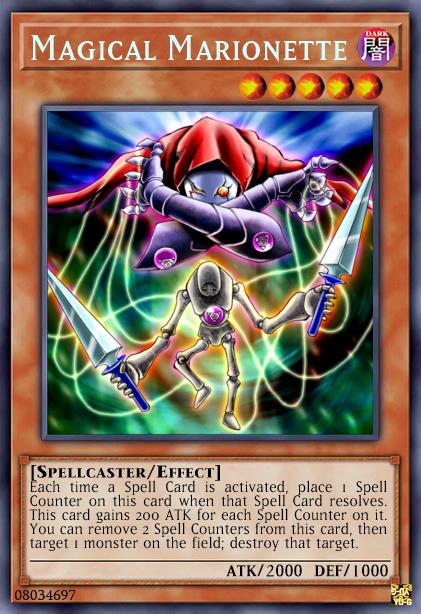 Magical Marionette
DARK
闇
[Spellcaster/Effect]
Each time a Spell Card is activated, place 1 Spell
Counter on this card when that Spell Card resolves.
This card gains 200 ATK for each Spell Counter on it.
You can remove 2 Spell Counters from this card, then
target 1 monster on the field; destroy that target.
ATK/2000 DEF/1000
08034697